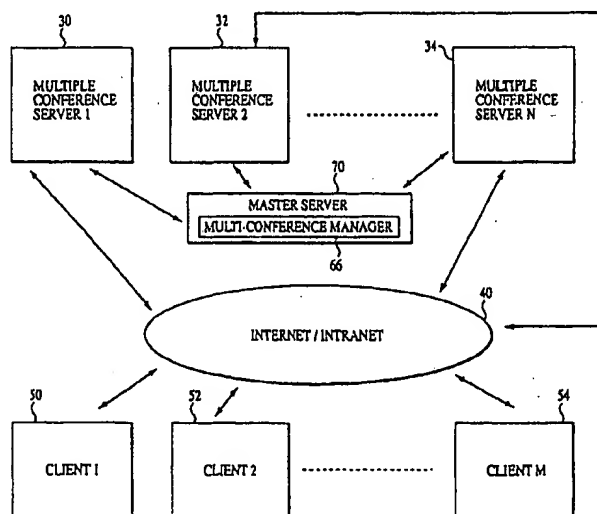 30
32
34
MULTIPLE
CONFERENCE
SERVER 1
MULTIPLE
CONFERENCE
SERVER 2
MULTIPLE
CONFERENCE
SERVER N
70
MASTER SERVER
MULTI-CONFERENCE MANAGER
66
40
INTERNET / INTRANET
50
52
54
CLIENT 1
CLIENT 2
CLIENT M